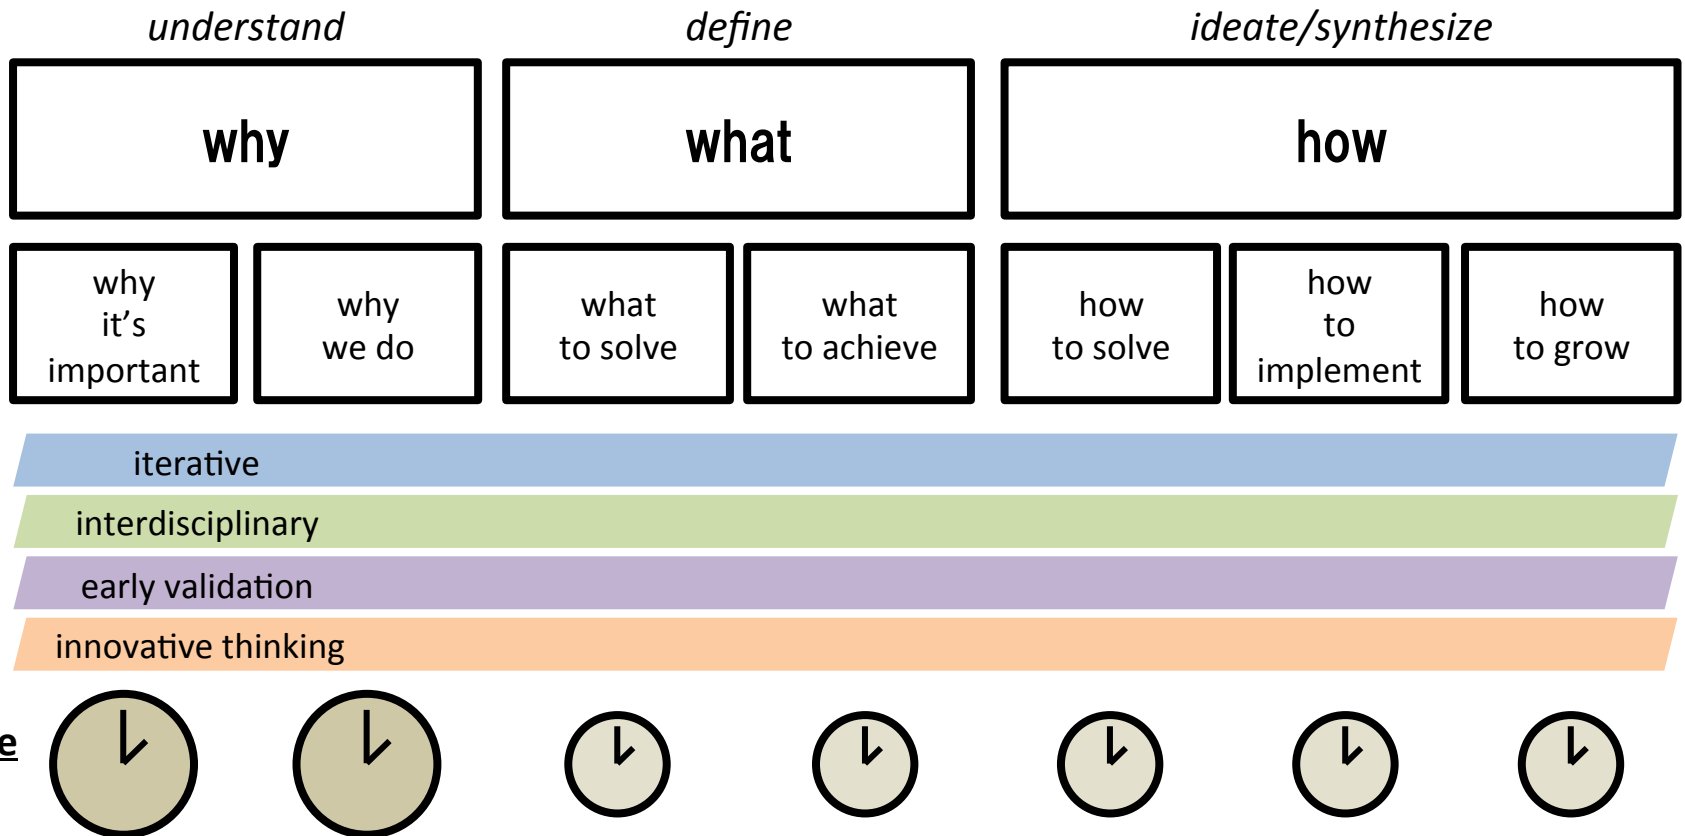 understand
define
ideate/synthesize
why
what
how
why
it's
important
why
we do
what
to solve
what
to achieve
how
to solve
how
to
implement
how
to grow
iterative
interdisciplinary
early validation
innovative thinking
e